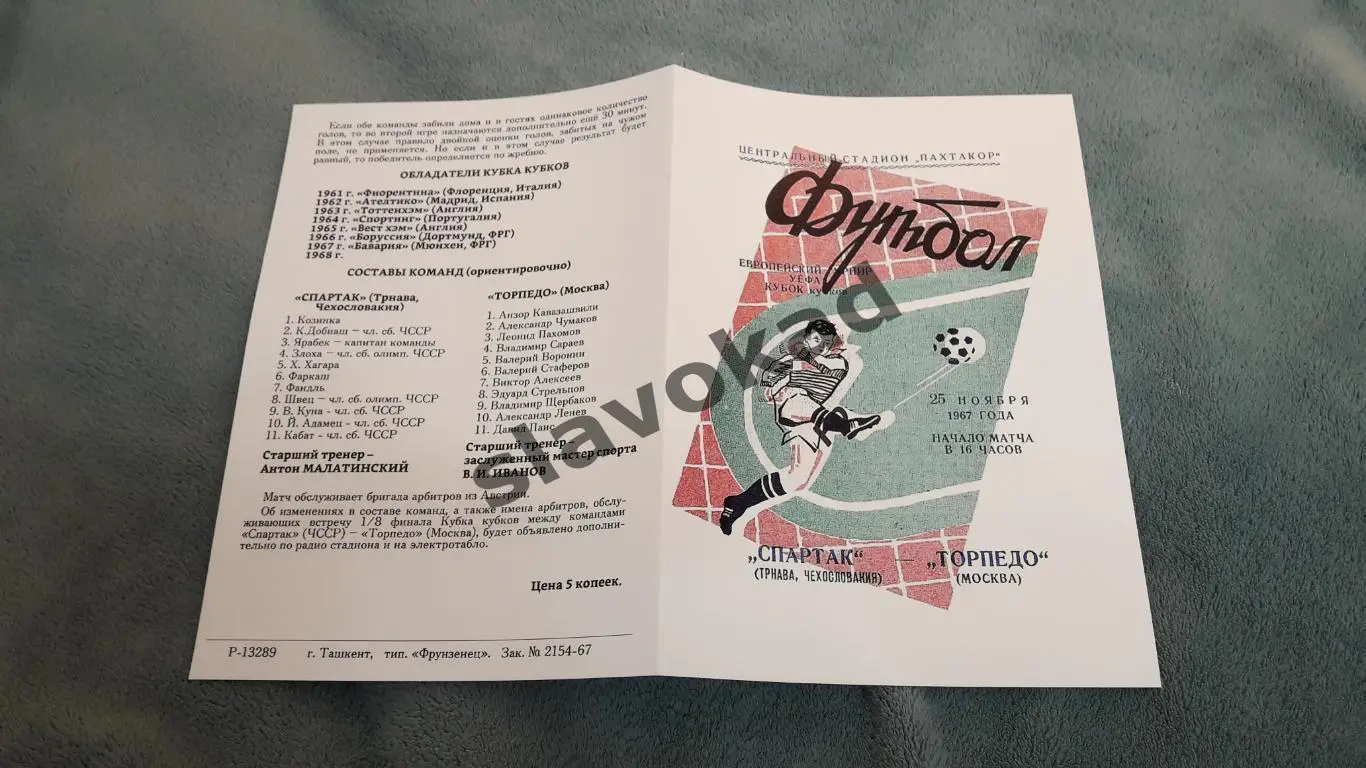 Если обе команды забили дома и в гостях одинаковое количество
голов, то во второй игре назначаются дополнительно ещё 30 минут.
В этом случае правило двойной оценки голов, забитых на чужом
поле, не применяется. Но если и в этом случае результат будет
равный, то победитель определяется по жребию.
ОБЛАДАТЕЛИ КУБКА КУБКОВ
1961 г. «Фиорентина» (Флоренция, Италия)
1962 г. «Ателтико» (Мадрид, Испания)
1963 г. «Тоттенхэм» (Англия)
1964 г. «Спортинг» (Португалия)
1965 г. «Вест хэм» (Англия)
1966 г. «Боруссия» (Дортмунд, ФРГ)
1967 г. «Бавария» (Мюнхен, ФРГ)
1968 г.
СОСТАВЫ КОМАНД (ориентировочно)
«СПАРТАК» (Трнава,
Чехословакия)
1. Козинка
2. К.Добиаш - чл. сб. ЧССР
3. Ярабек – капитан команды
4. Злоха – чл. сб. олимп. ЧССР
5. Х. Хагара
6. Фаркаш
7. Фандль
8. Швец – чл. сб. олимп. ЧССР
9. В. Куна - чл. сб. ЧССР
10. Й. Адамец - чл. сб. ЧССР
11. Кабат – чл. сб. ЧССР
Старший тренер –
Антон МАЛАТИНСКИЙ
«ТОРПЕДО» (Москва)
1. Анзор Кавазашвили
2. Александр Чумаков
3. Леонид Пахомов
4. Владимир Сараев
5. Валерий Воронин
6. Валерий Стаферов
7. Виктор Алексеев
8. Эдуард Стрельцов
9. Владимир Щербаков
10. Александр Ленев
11. Давид Паис
Старший тренер –
заслуженный мастер спорта
В. И. ИВАНОВ
Матч обслуживает бригада арбитров из Австрии.
Об изменениях в составе команд, а также имена арбитров, обслу-
живающих встречу 1/8 финала Кубка кубков между командами
«Спартак» (ЧССР) – «Торпедо» (Москва), будет объявлено дополни-
тельно по радио стадиона и на электротабло.
Цена 5 копеек.
Р-13289 г. Ташкент, тип. «Фрунзенец». Зак. № 2154-67
ЦЕНТРАЛЬНЫЙ СТАДИОН „ПАХТАКОР"
Футбол
ЕВРОПЕЙСКИЙ
УЕФА
КУБОК КУБКОВ
25 НОЯБРЯ
1967 ГОДА
НАЧАЛО МАТЧА
В 16 ЧАСОВ
„СПАРТАК" — „ТОРПЕДО"
(ТРНАВА, ЧЕХОСЛОВАКИЯ) (МОСКВА)
slavokad